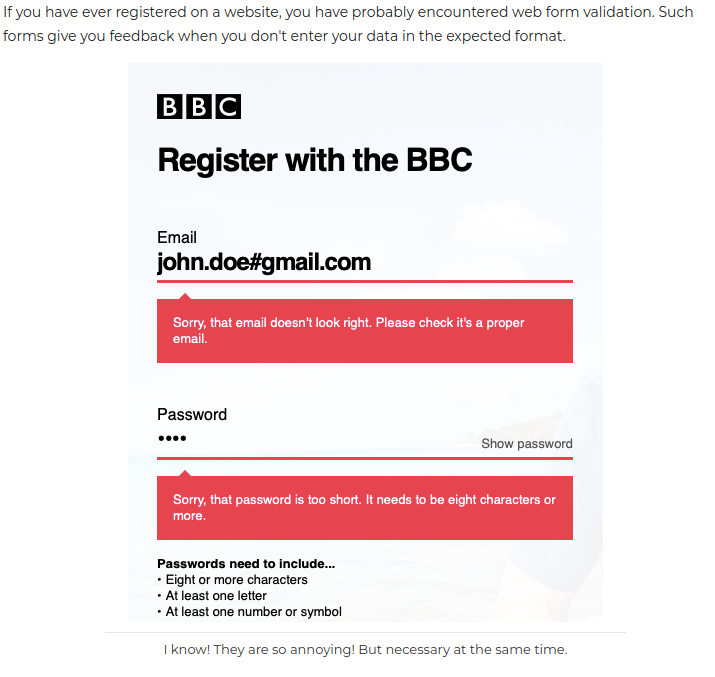 If you have ever registered on a website, you have probably encountered web form validation. Such
forms give you feedback when you don't enter your data in the expected format.
BBC
Register with the BBC
Email
john.doe#gmail.com
Sorry, that email doesn't look right. Please check it's a proper
email.
Password
••••
Show password
Sorry, that password is too short. It needs to be eight characters or
more.
Passwords need to include...
• Eight or more characters
• At least one letter
• At least one number or symbol
I know! They are so annoying! But necessary at the same time.